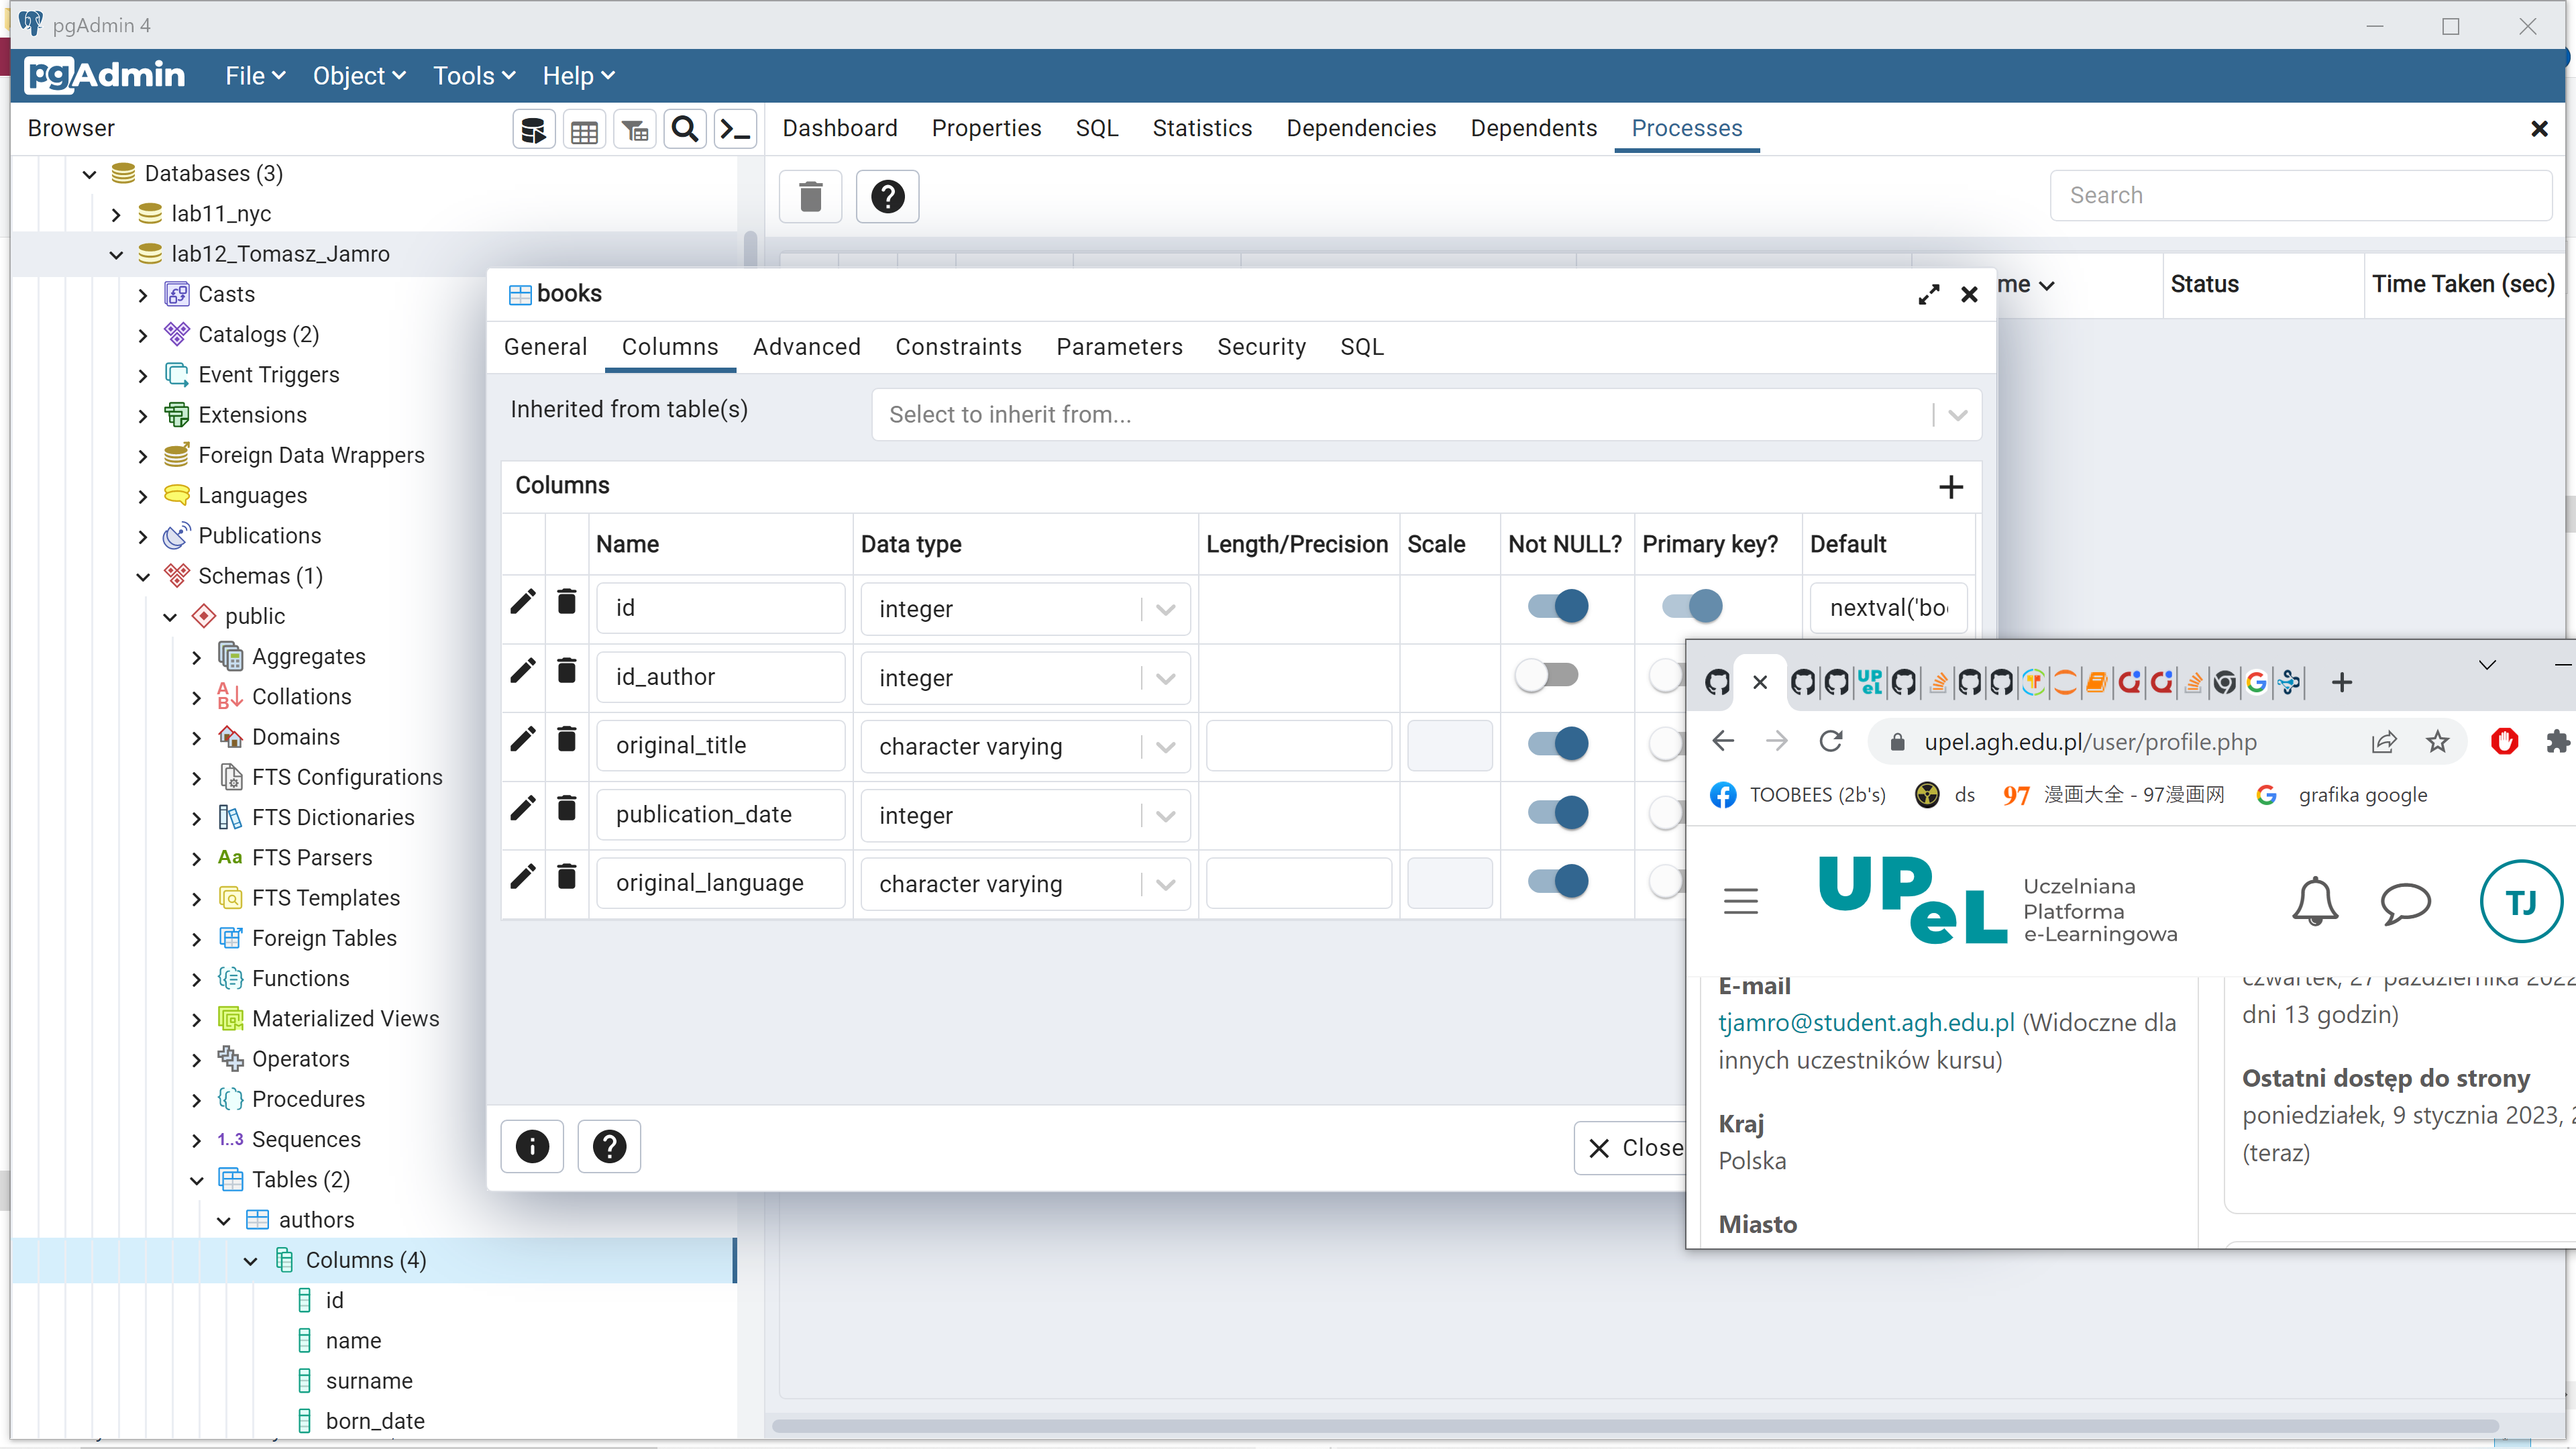 pgAdmin 4
pgAdmin
File
Object
Tools
Help
Browser
Dashboard
Properties
SQL
Statistics
Dependencies
Dependents
Processes
Search
Status
Time Taken (sec)
Databases (3)
lab11_nyc
lab12_Tomasz_Jamro
Casts
Catalogs (2)
Event Triggers
Extensions
Foreign Data Wrappers
Languages
Publications
Schemas (1)
public
Aggregates
Collations
Domains
FTS Configurations
FTS Dictionaries
Aa FTS Parsers
FTS Templates
Foreign Tables
Functions
Materialized Views
Operators
Procedures
1..3 Sequences
Tables (2)
authors
Columns (4)
id
name
surname
born_date
books
General
Columns
Advanced
Constraints
Parameters
Security
SQL
Inherited from table(s)
Select to inherit from...
Columns
Name
Data type
Length/Precision
Scale
Not NULL?
Primary key?
Default
id
integer
nextval('bo
id_author
integer
original_title
character varying
publication_date
integer
original_language
character varying
Close
upel.agh.edu.pl/user/profile.php
TOOBEES (2b's)
ds
97 漫画大全 - 97漫画网
grafika google
UPeL
Uczelniana
Platforma
e-Learningowa
TJ
E-mail
tjamro@student.agh.edu.pl (Widoczne dla
innych uczestników kursu)
Kraj
Polska
Miasto
czwartek, 27 października 2022
dni 13 godzin)
Ostatni dostęp do strony
poniedziałek, 9 stycznia 2023,
(teraz)